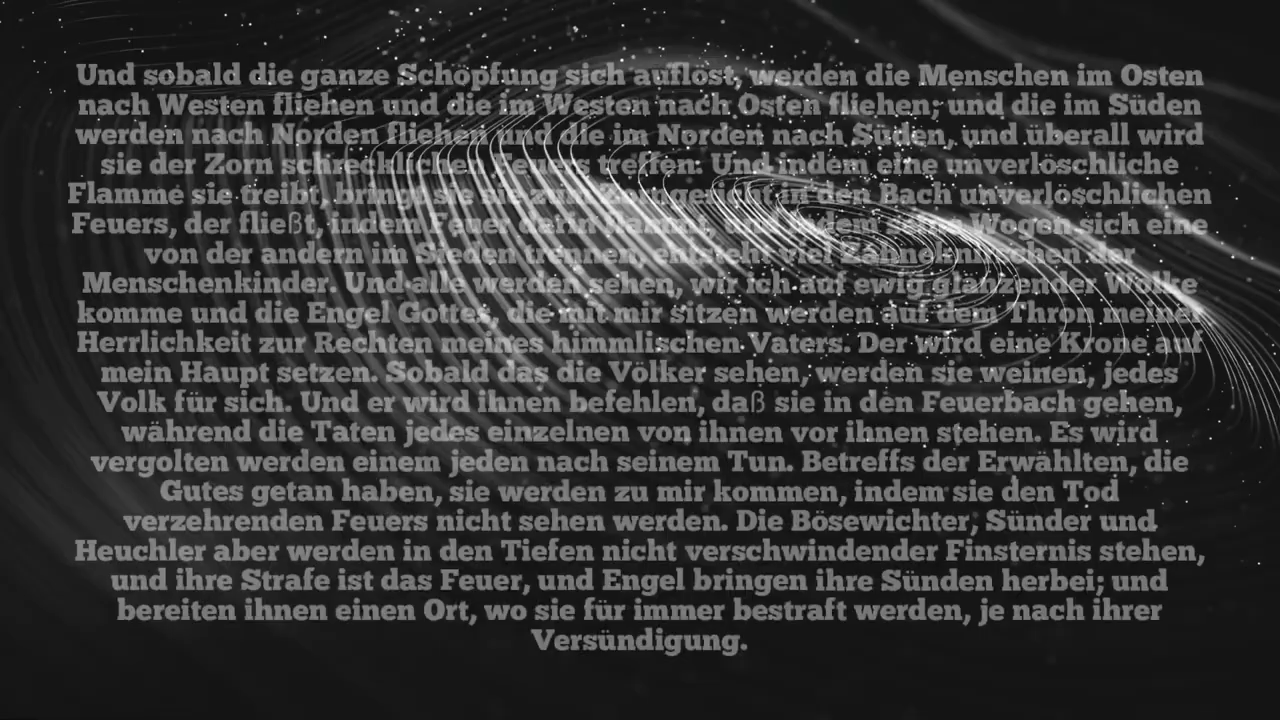 Und sobald die ganze Schöpfung sich auflöst, werden die Menschen im Osten
nach Westen fliehen und die im Westen nach Osten fliehen; und die im Süden
werden nach Norden fliehen und die im Norden nach Süden, und überall wird
sie der Zorn schrecklichen Feuers treffen: Und indem eine unverlöschliche
Flamme sie treibt, bringt sie sie zum Zorngericht in den Bach unverlöschlichen
Feuers, der fließt, indem Feuer darin flammt, und indem seine Wogen sich eine
von der andern im Sieden trennen, entsteht viel Zähneknirschen der
Menschenkinder. Und alle werden sehen, wir ich auf ewig glänzender Wolke
komme und die Engel Gottes, die mit mir sitzen werden auf dem Thron meiner
Herrlichkeit zur Rechten meines himmlischen Vaters. Der wird eine Krone auf
mein Haupt setzen. Sobald das die Völker sehen, werden sie weinen, jedes
Volk für sich. Und er wird ihnen befehlen, daß sie in den Feuerbach gehen,
während die Taten jedes einzelnen von ihnen vor ihnen stehen. Es wird
vergolten werden einem jeden nach seinem Tun. Betreffs der Erwählten, die
Gutes getan haben, sie werden zu mir kommen, indem sie den Tod
verzehrenden Feuers nicht sehen werden. Die Bösewichter, Sünder und
Heuchler aber werden in den Tiefen nicht verschwindender Finsternis stehen,
und ihre Strafe ist das Feuer, und Engel bringen ihre Sünden herbei; und
bereiten ihnen einen Ort, wo sie für immer bestraft werden, je nach ihrer
Versündigung.